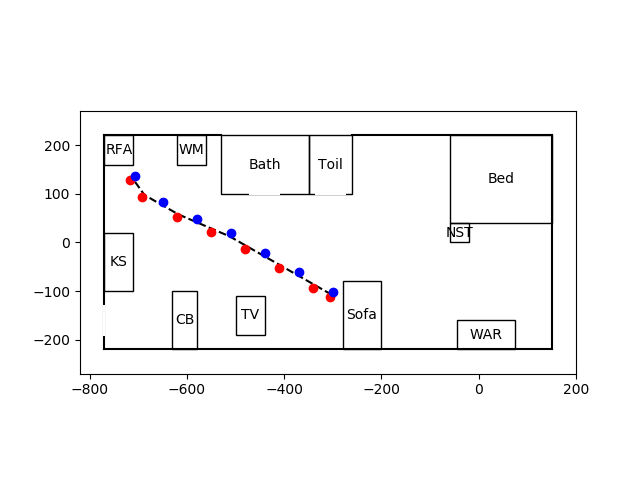 RFA
WM
Bath
Toil
Bed
NST
KS
CB
TV
Sofa
WAR
200
100
0
−100
−200
−800
−600
−400
−200
0
200